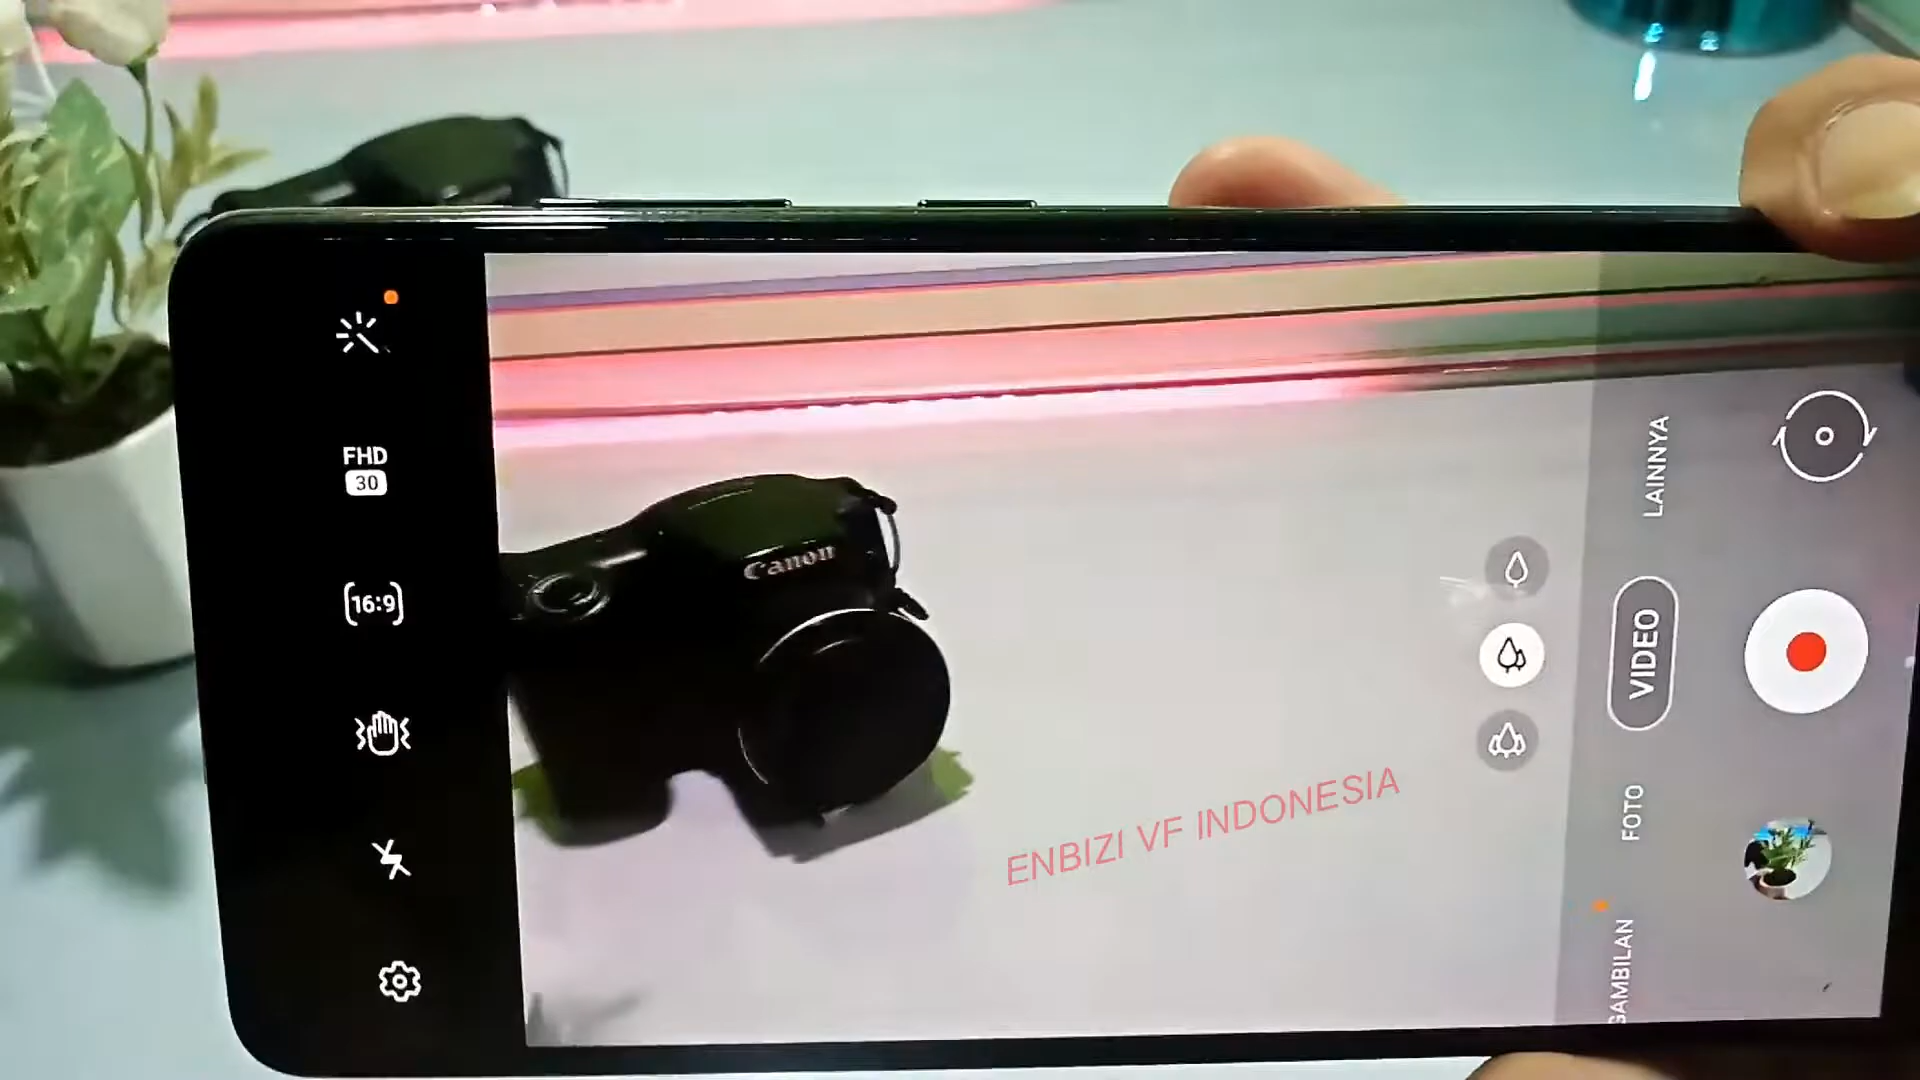 FHD
30
16:9
Canon
LAINNYA
VIDEO
FOTO
GAMBILAN
ENBIZI VF INDONESIA